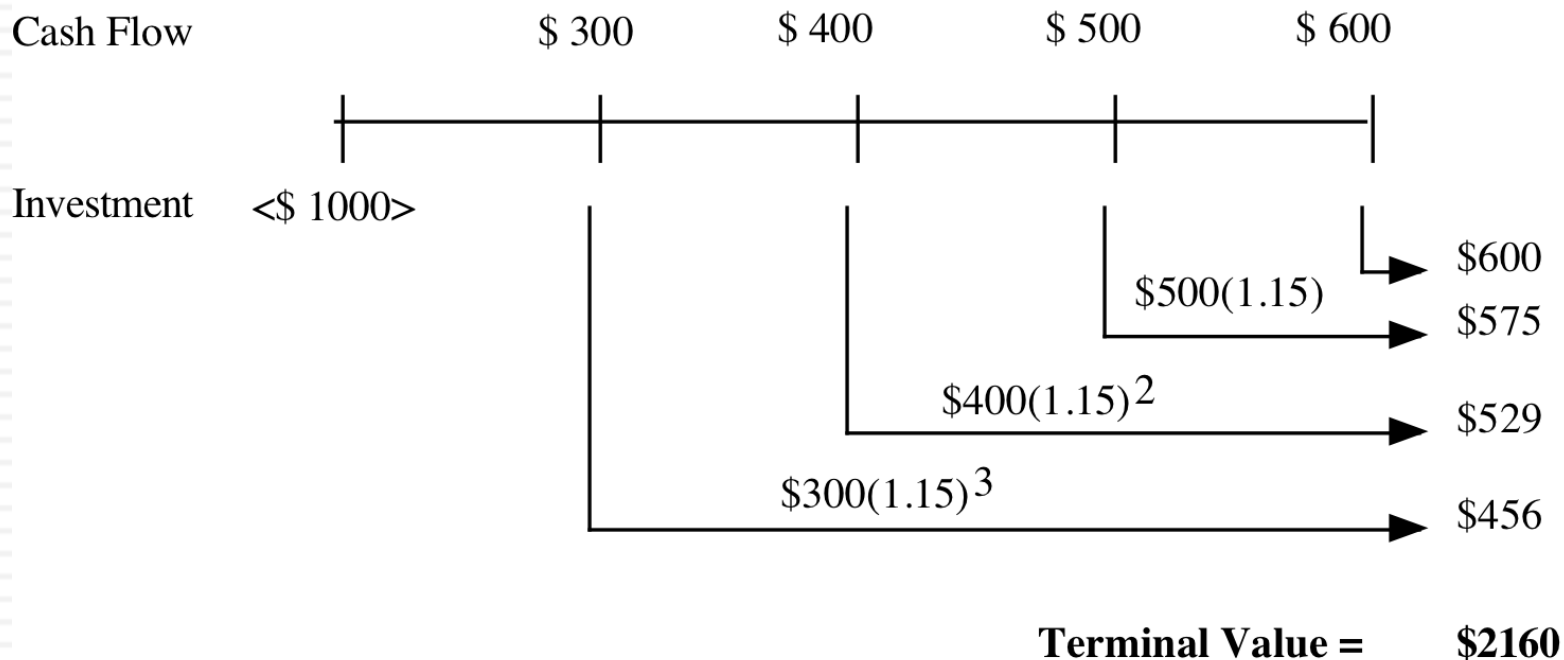 Cash Flow $ 300 $ 400 $ 500 $ 600
Investment <$ 1000>
$600
$500(1.15)
$575
$400(1.15)2
$529
$300(1.15)3
$456
Terminal Value = $2160